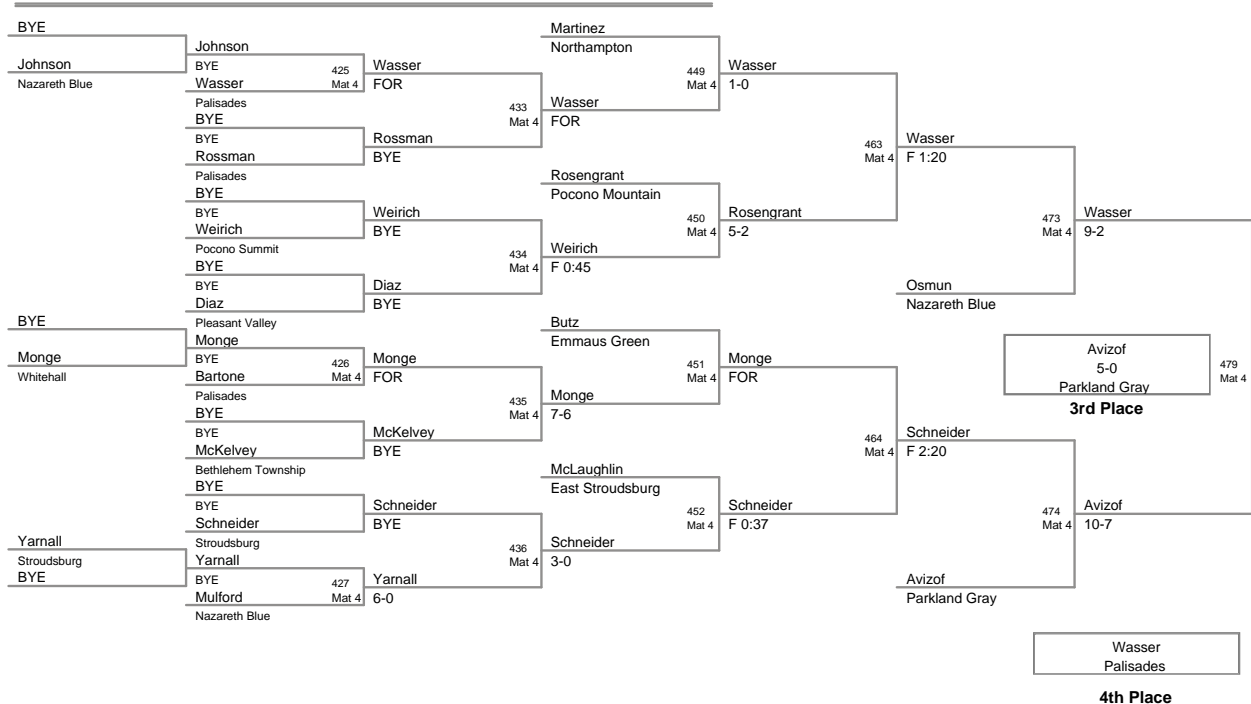 BYE
Johnson
Nazareth Blue
BYE
Monge
Whitehall
Yarnall
Stroudsburg
BYE
Johnson
BYE
Wasser
Palisades
425
Mat 4
BYE
BYE
Rossman
Palisades
BYE
BYE
Weirich
Pocono Summit
BYE
BYE
Diaz
Pleasant Valley
Monge
BYE
Bartone
Palisades
426
Mat 4
BYE
BYE
McKelvey
Bethlehem Township
BYE
BYE
Schneider
Stroudsburg
Yarnall
BYE
Mulford
Nazareth Blue
427
Mat 4
Wasser
FOR
433
Mat 4
Rossman
BYE
Weirich
BYE
434
Mat 4
Diaz
BYE
Monge
FOR
435
Mat 4
McKelvey
BYE
Schneider
BYE
436
Mat 4
Yarnall
6-0
Martinez
Northampton
449
Mat 4
Wasser
FOR
Rosengrant
Pocono Mountain
450
Mat 4
Weirich
F 0:45
Butz
Emmaus Green
451
Mat 4
Monge
7-6
McLaughlin
East Stroudsburg
452
Mat 4
Schneider
3-0
Wasser
1-0
463
Mat 4
Rosengrant
5-2
Monge
FOR
464
Mat 4
Schneider
F 0:37
Wasser
F 1:20
473
Mat 4
Osmun
Nazareth Blue
Schneider
F 2:20
474
Mat 4
Avizof
Parkland Gray
Wasser
9-2
Avizof
5-0
Parkland Gray
479
Mat 4
3rd Place
Avizof
10-7
Wasser
Palisades
4th Place